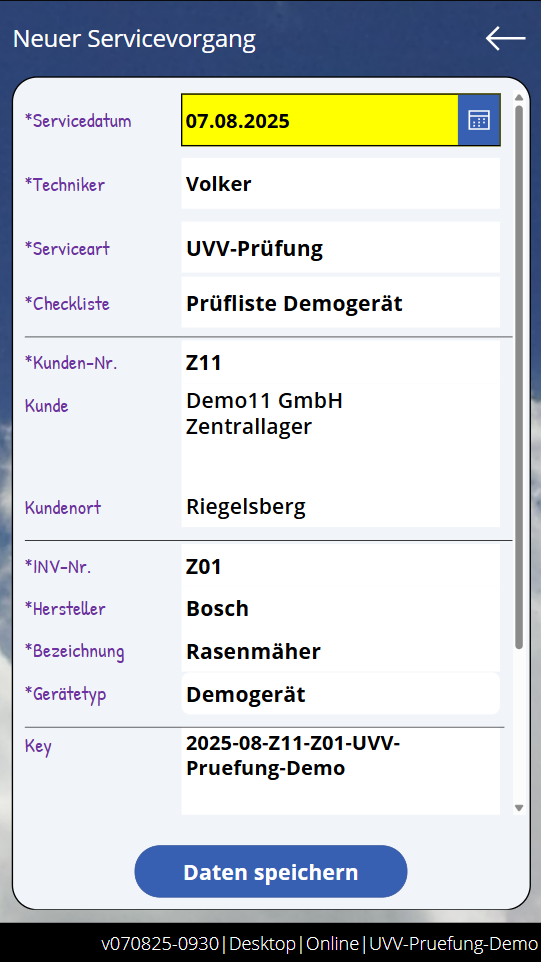 Neuer Servicevorgang
*Servicedatum 07.08.2025
*Techniker Volker
*Serviceart UVV-Prüfung
*Checkliste Prüfliste Demogerät
*Kunden-Nr. Z11
Kunde Demo11 GmbH
Zentrallager
Kundenort Riegelsberg
*INV-Nr. Z01
*Hersteller Bosch
*Bezeichnung Rasenmäher
*Gerätetyp Demogerät
Key 2025-08-Z11-Z01-UVV-
Pruefung-Demo
Daten speichern
v070825-0930|Desktop|Online|UVV-Pruefung-Demo